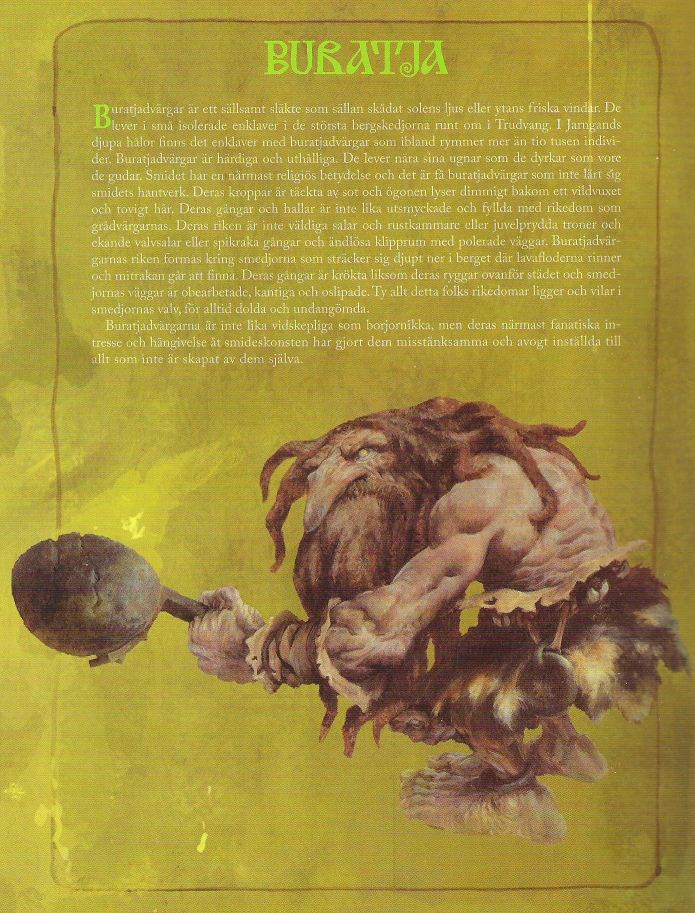 BURATJA
Buratjadvärgar är ett sällsamt släkte som sällan skådat solens ljus eller ytans friska vindar. De
lever i små isolerade enklaver i de största bergskedjorna runt om i Trudvang. I Jarngands
djupa hålor finns det enklaver med buratjadvärgar som ibland rymmer mer än tio tusen indivi-
der. Buratjadvärgar är härdiga och uthålliga. De lever nära sina ugnar som de dyrkar som vore
de gudar. Smidet har en närmast religiös betydelse och det är få buratjadvärgar som inte lärt sig
smidets hantverk. Deras kroppar är täckta av sot och ögonen lyser dimmigt bakom ett vildvuxet
och tovigt hår. Deras gångar och hallar är inte lika utsmyckade och fyllda med rikedom som
grådvärgarnas. Deras riken är inte väldiga salar och rustkammare eller juvelprydda troner och
ekande valvsalar eller spikraka gångar och ändlösa klipprum med polerade väggar. Buratjadvär-
garnas riken formas kring smedjorna som sträcker sig djupt ner i berget där lavafloderna rinner
och mitrakan går att finna. Deras gångar är krökta liksom deras ryggar ovanför städet och smed-
jornas väggar är obearbetade, kantiga och oslipade. Ty allt detta folks rikedomar ligger och vilar i
smedjornas valv, för alltid dolda och undangömda.
Buratjadvärgarna är inte lika vidskepliga som borjornikka, men deras närmast fanatiska in-
tresse och hängivelse åt smideskonsten har gjort dem misstänksamma och avogt inställda till
allt som inte är skapat av dem själva.